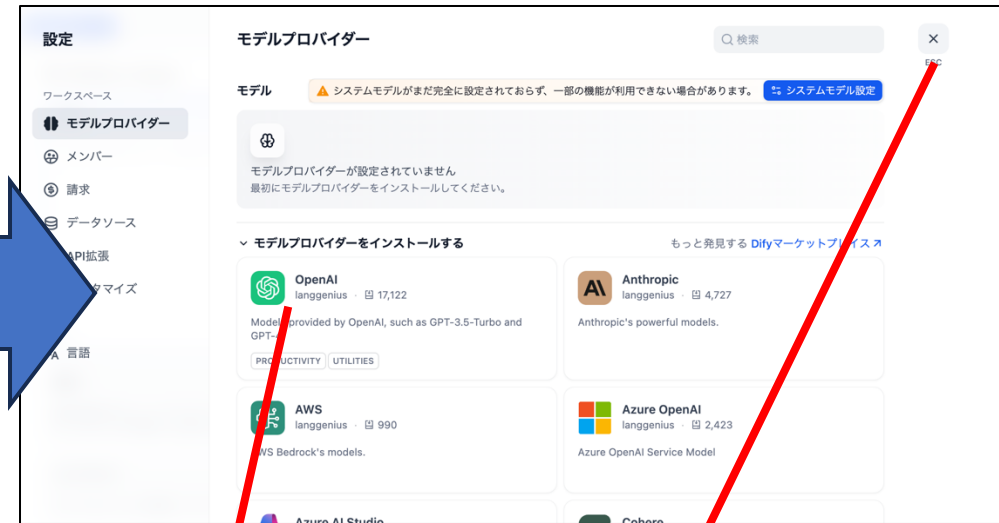 設定
モデルプロバイダー
検索
ESC
ワークスペース
モデルプロバイダー
メンバー
請求
データソース
API拡張
タマイズ
言語
モデル
システムモデルがまだ完全に設定されておらず、一部の機能が利用できない場合があります。
システムモデル設定
モデルプロバイダーが設定されていません
最初にモデルプロバイダーをインストールしてください。
モデルプロバイダーをインストールする
もっと発見する Difyマーケットプレイス
OpenAI
langgenius · 17,122
Models provided by OpenAI, such as GPT-3.5-Turbo and
PRODUCTIVITY UTILITIES
Anthropic
langgenius · 4,727
Anthropic's powerful models.
AWS
langgenius · 990
AWS Bedrock's models.
Azure OpenAI
langgenius · 2,423
Azure OpenAI Service Model
Azure AI Studio
Cohere